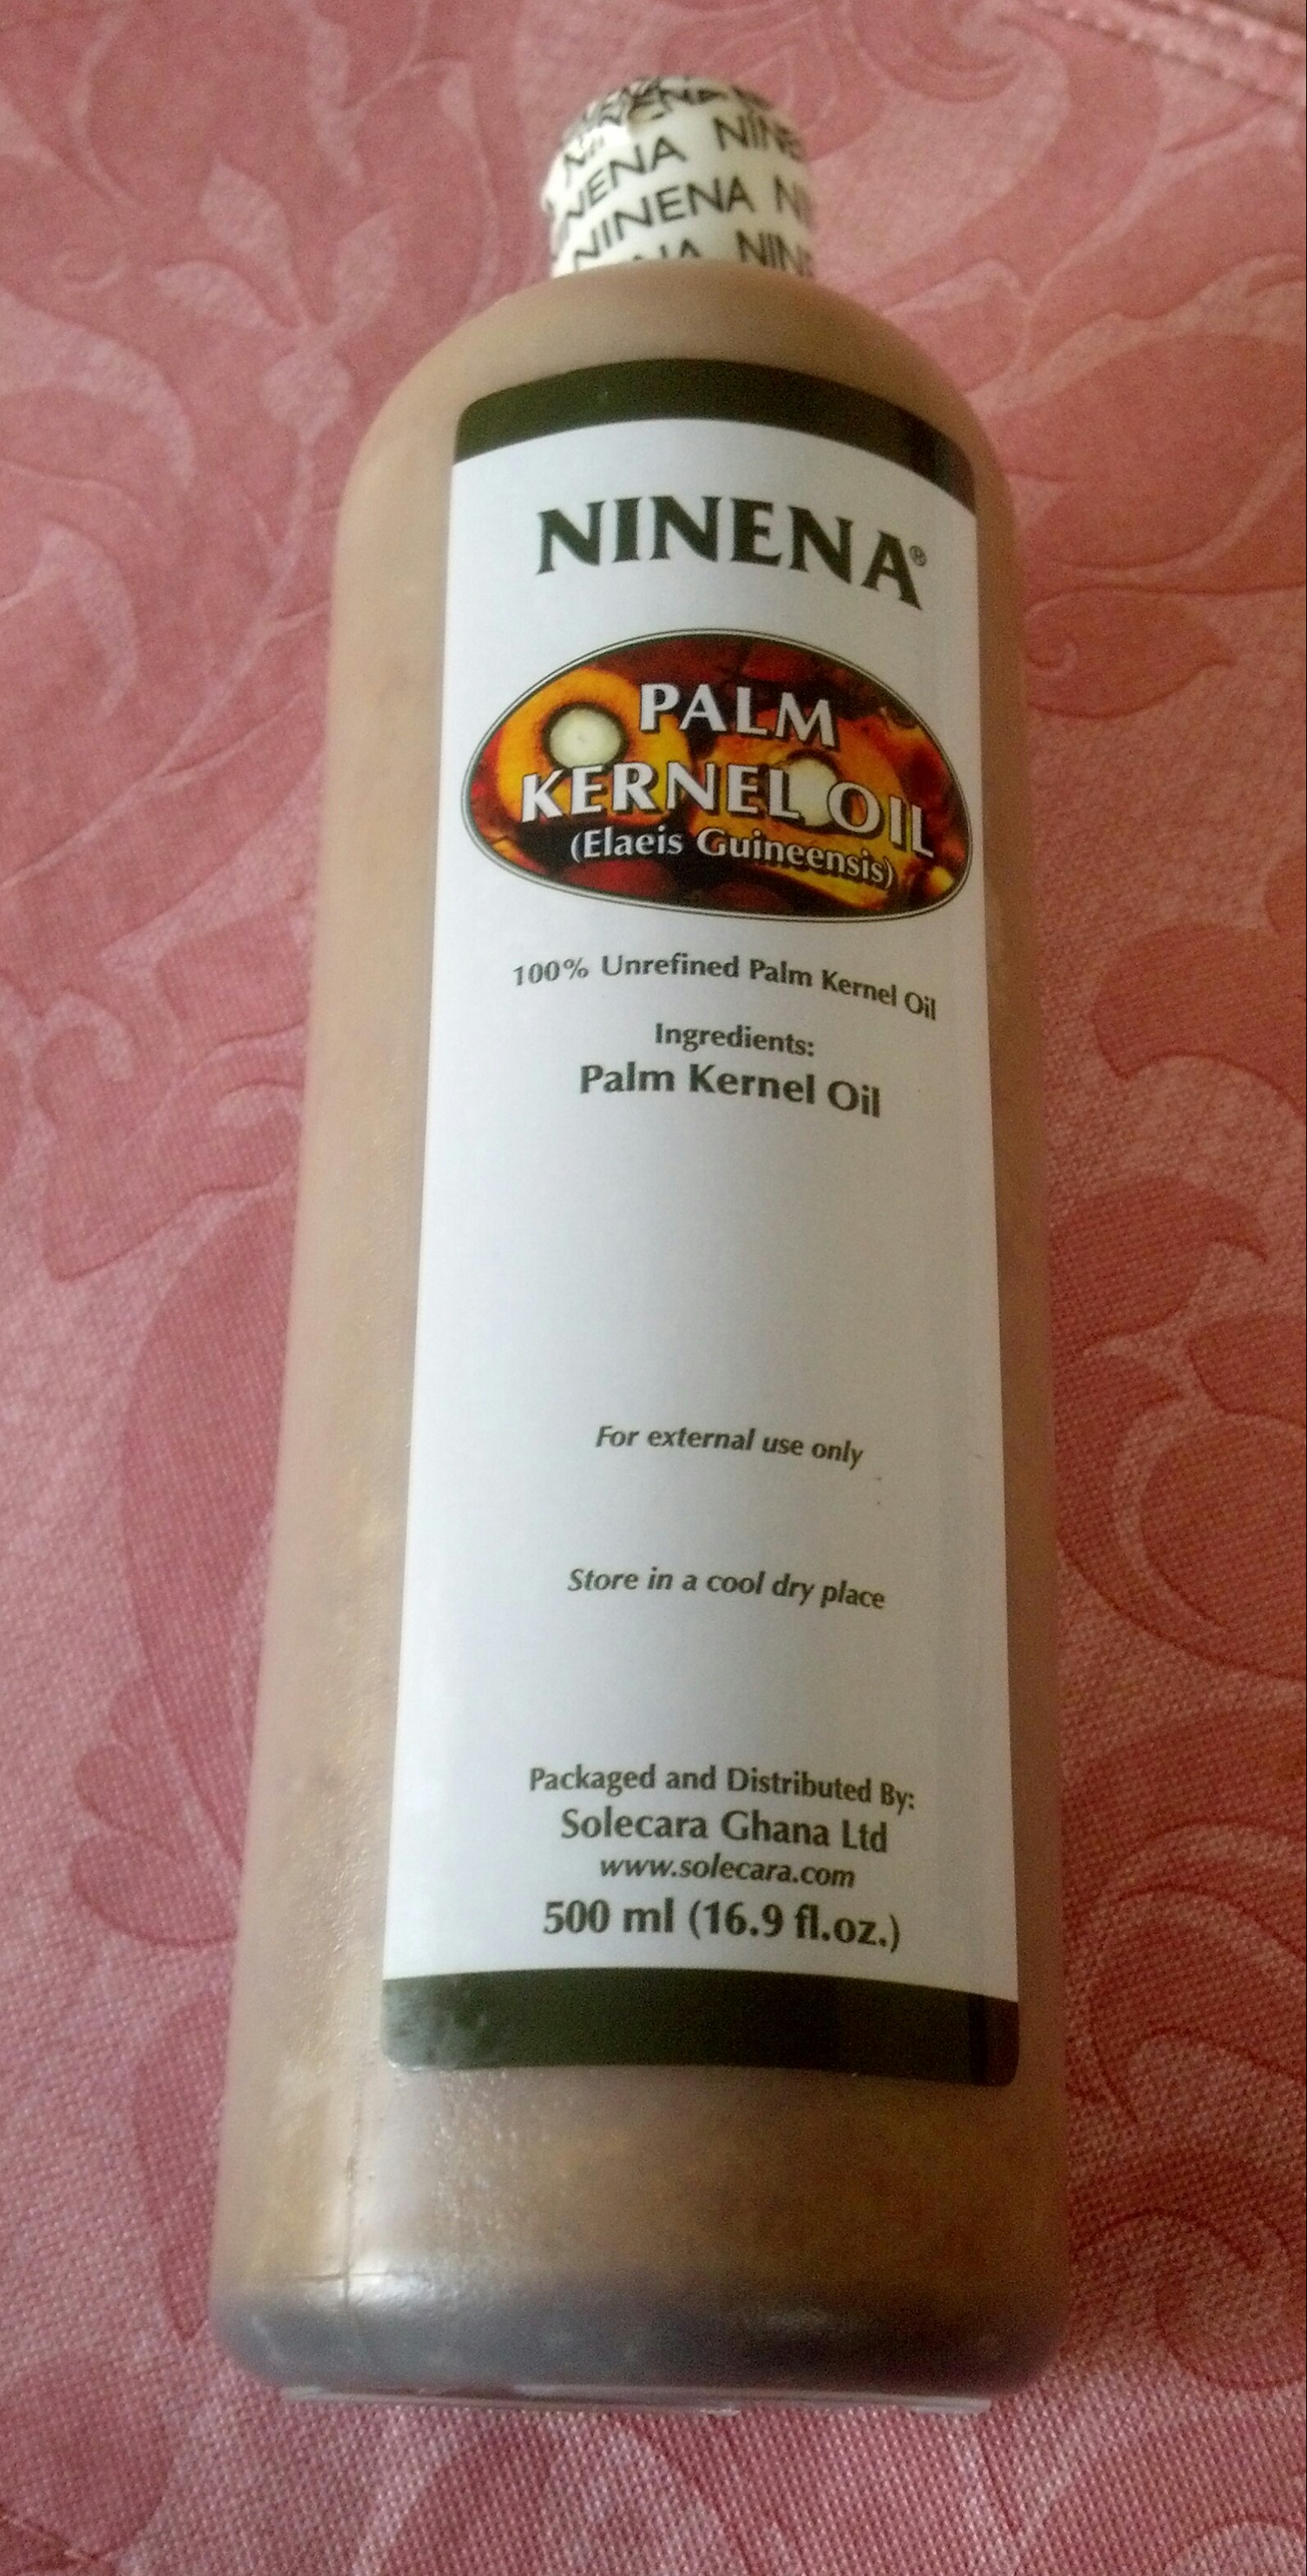 NINENA NINE
NINENA
NINENA
NINENA®
PALM
KERNEL OIL
(Elaeis Guineensis)
100% Unrefined Palm Kernel Oil
Ingredients:
Palm Kernel Oil
For external use only
Store in a cool dry place
Packaged and Distributed By:
Solecara Ghana Ltd
www.solecara.com
500 ml (16.9 fl.oz.)